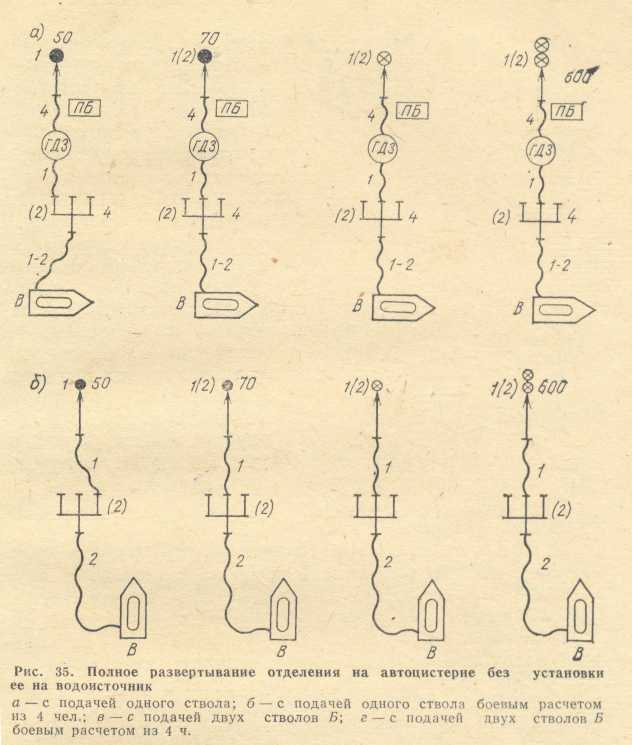 а)
50
1
70
1(2)
1(2)
1(2)
600
4 ПБ
4 ПБ
4 ПБ
4 ПБ
ГДЗ
ГДЗ
ГДЗ
ГДЗ
1
1
1
1
(2) 4
(2) 4
(2) 4
(2) 4
1-2
1-2
1-2
1-2
В
В
В
В
б)
1 50
1(2) 70
1(2)
1(2) 600
1
1
1
1
(2)
(2)
(2)
2
2
2
2
В
В
В
В
Рис. 35. Полное развертывание отделения на автоцистерне без установки
ее на водоисточник
а — с подачей одного ствола; б — с подачей одного ствола боевым расчетом
из 4 чел.; в — с подачей двух стволов Б; г — с подачей двух стволов Б
боевым расчетом из 4 ч.